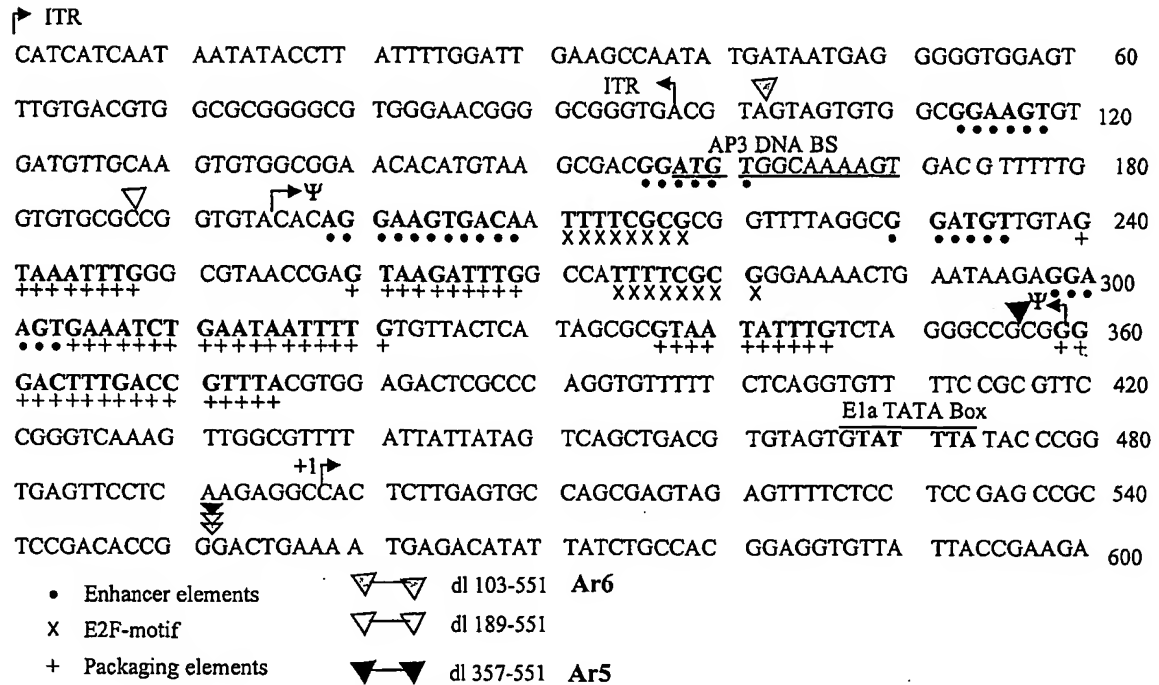 ITR
CATCATCAAT AATATACCTT ATTTTGGATT GAAGCCAATA TGATAATGAG GGGGTGGAGT 60
ITR
TTGTGACGTG GCGCGGGGCG TGGGAACGGG GCGGGTGACG TAGTAGTGTG GCGGAAGTGT 120
AP3 DNA BS
GATGTTGCAA GTGTGGCGGA ACACATGTAA GCGACGGATG TGGCAAAAGT GAC G TTTTTG 180
Ψ
GTGTGCGCCG GTGTACACAG GAAGTGACAA TTTTCGCGCG GTTTTAGGCG GATGTTGTAG 240
TAAATTTGGG CGTAACCGAG TAAGATTTGG CCATTTTCGC GGGAAAACTG AATAAGAGGA 300
Ψ
AGTGAAATCT GAATAATTTT GTGTTACTCA TAGCGCGTAA TATTTGTCTA GGGCCGCGGG 360
GACTTTGACC GTTTACGTGG AGACTCGCCC AGGTGTTTTT CTCAGGTGTT TTC CGC GTTC 420
E1a TATA Box
CGGGTCAAAG TTGGCGTTTT ATTATTATAG TCAGCTGACG TGTAGTGTAT TTA TAC CCGG 480
+1
TGAGTTCCTC AAGAGGCCAC TCTTGAGTGC CAGCGAGTAG AGTTTTCTCC TCC GAG CCGC 540
TCCGACACCG GGACTGAAA A TGAGACATAT TATCTGCCAC GGAGGTGTTA TTACCGAAGA 600
• Enhancer elements dl 103-551 Ar6
X E2F-motif dl 189-551
+ Packaging elements dl 357-551 Ar5